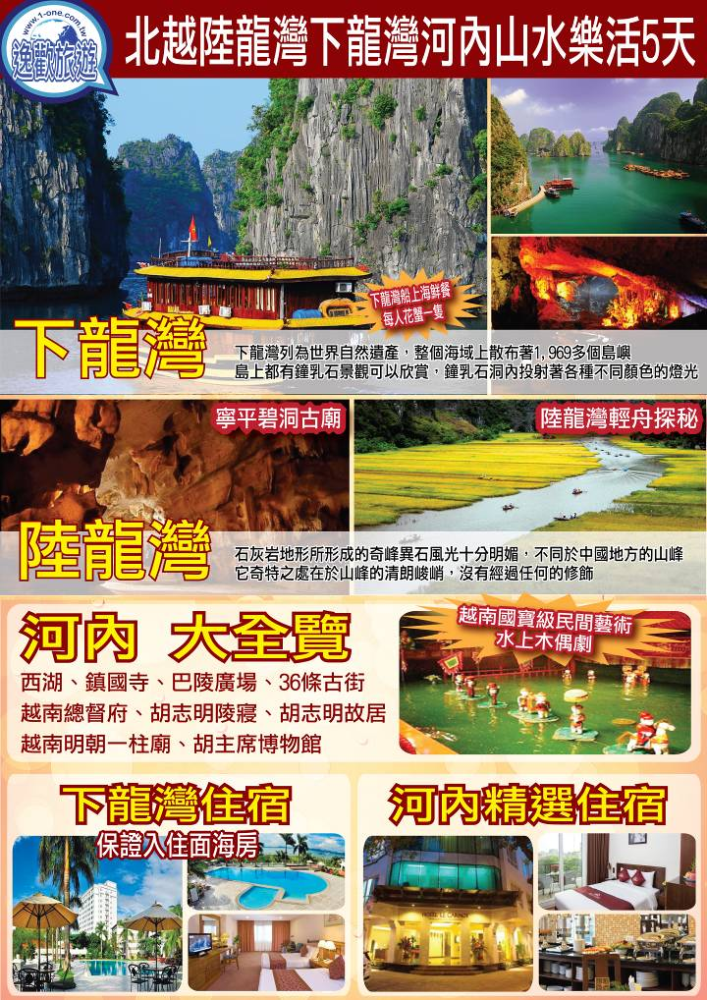 www.1-one.com.tw
逸歡旅遊
北越陸龍灣下龍灣河內山水樂活5天
下龍灣船上海鮮餐
每人花蟹一隻
下龍灣
下龍灣列為世界自然遺產，整個海域上散布著1,969多個島嶼
島上都有鐘乳石景觀可以欣賞，鐘乳石洞內投射著各種不同顏色的燈光
寧平碧洞古廟
陸龍灣輕舟探秘
陸龍灣
石灰岩地形所形成的奇峰異石風光十分明媚，不同於中國地方的山峰
它奇特之處在於山峰的清朗峻峭，沒有經過任何的修飾
河內 大全覽
西湖、鎮國寺、巴陵廣場、36條古街
越南總督府、胡志明陵寢、胡志明故居
越南明朝一柱廟、胡主席博物館
越南國寶級民間藝術
水上木偶劇
下龍灣住宿
保證入住面海房
河內精選住宿
HOTEL LE CARNOT